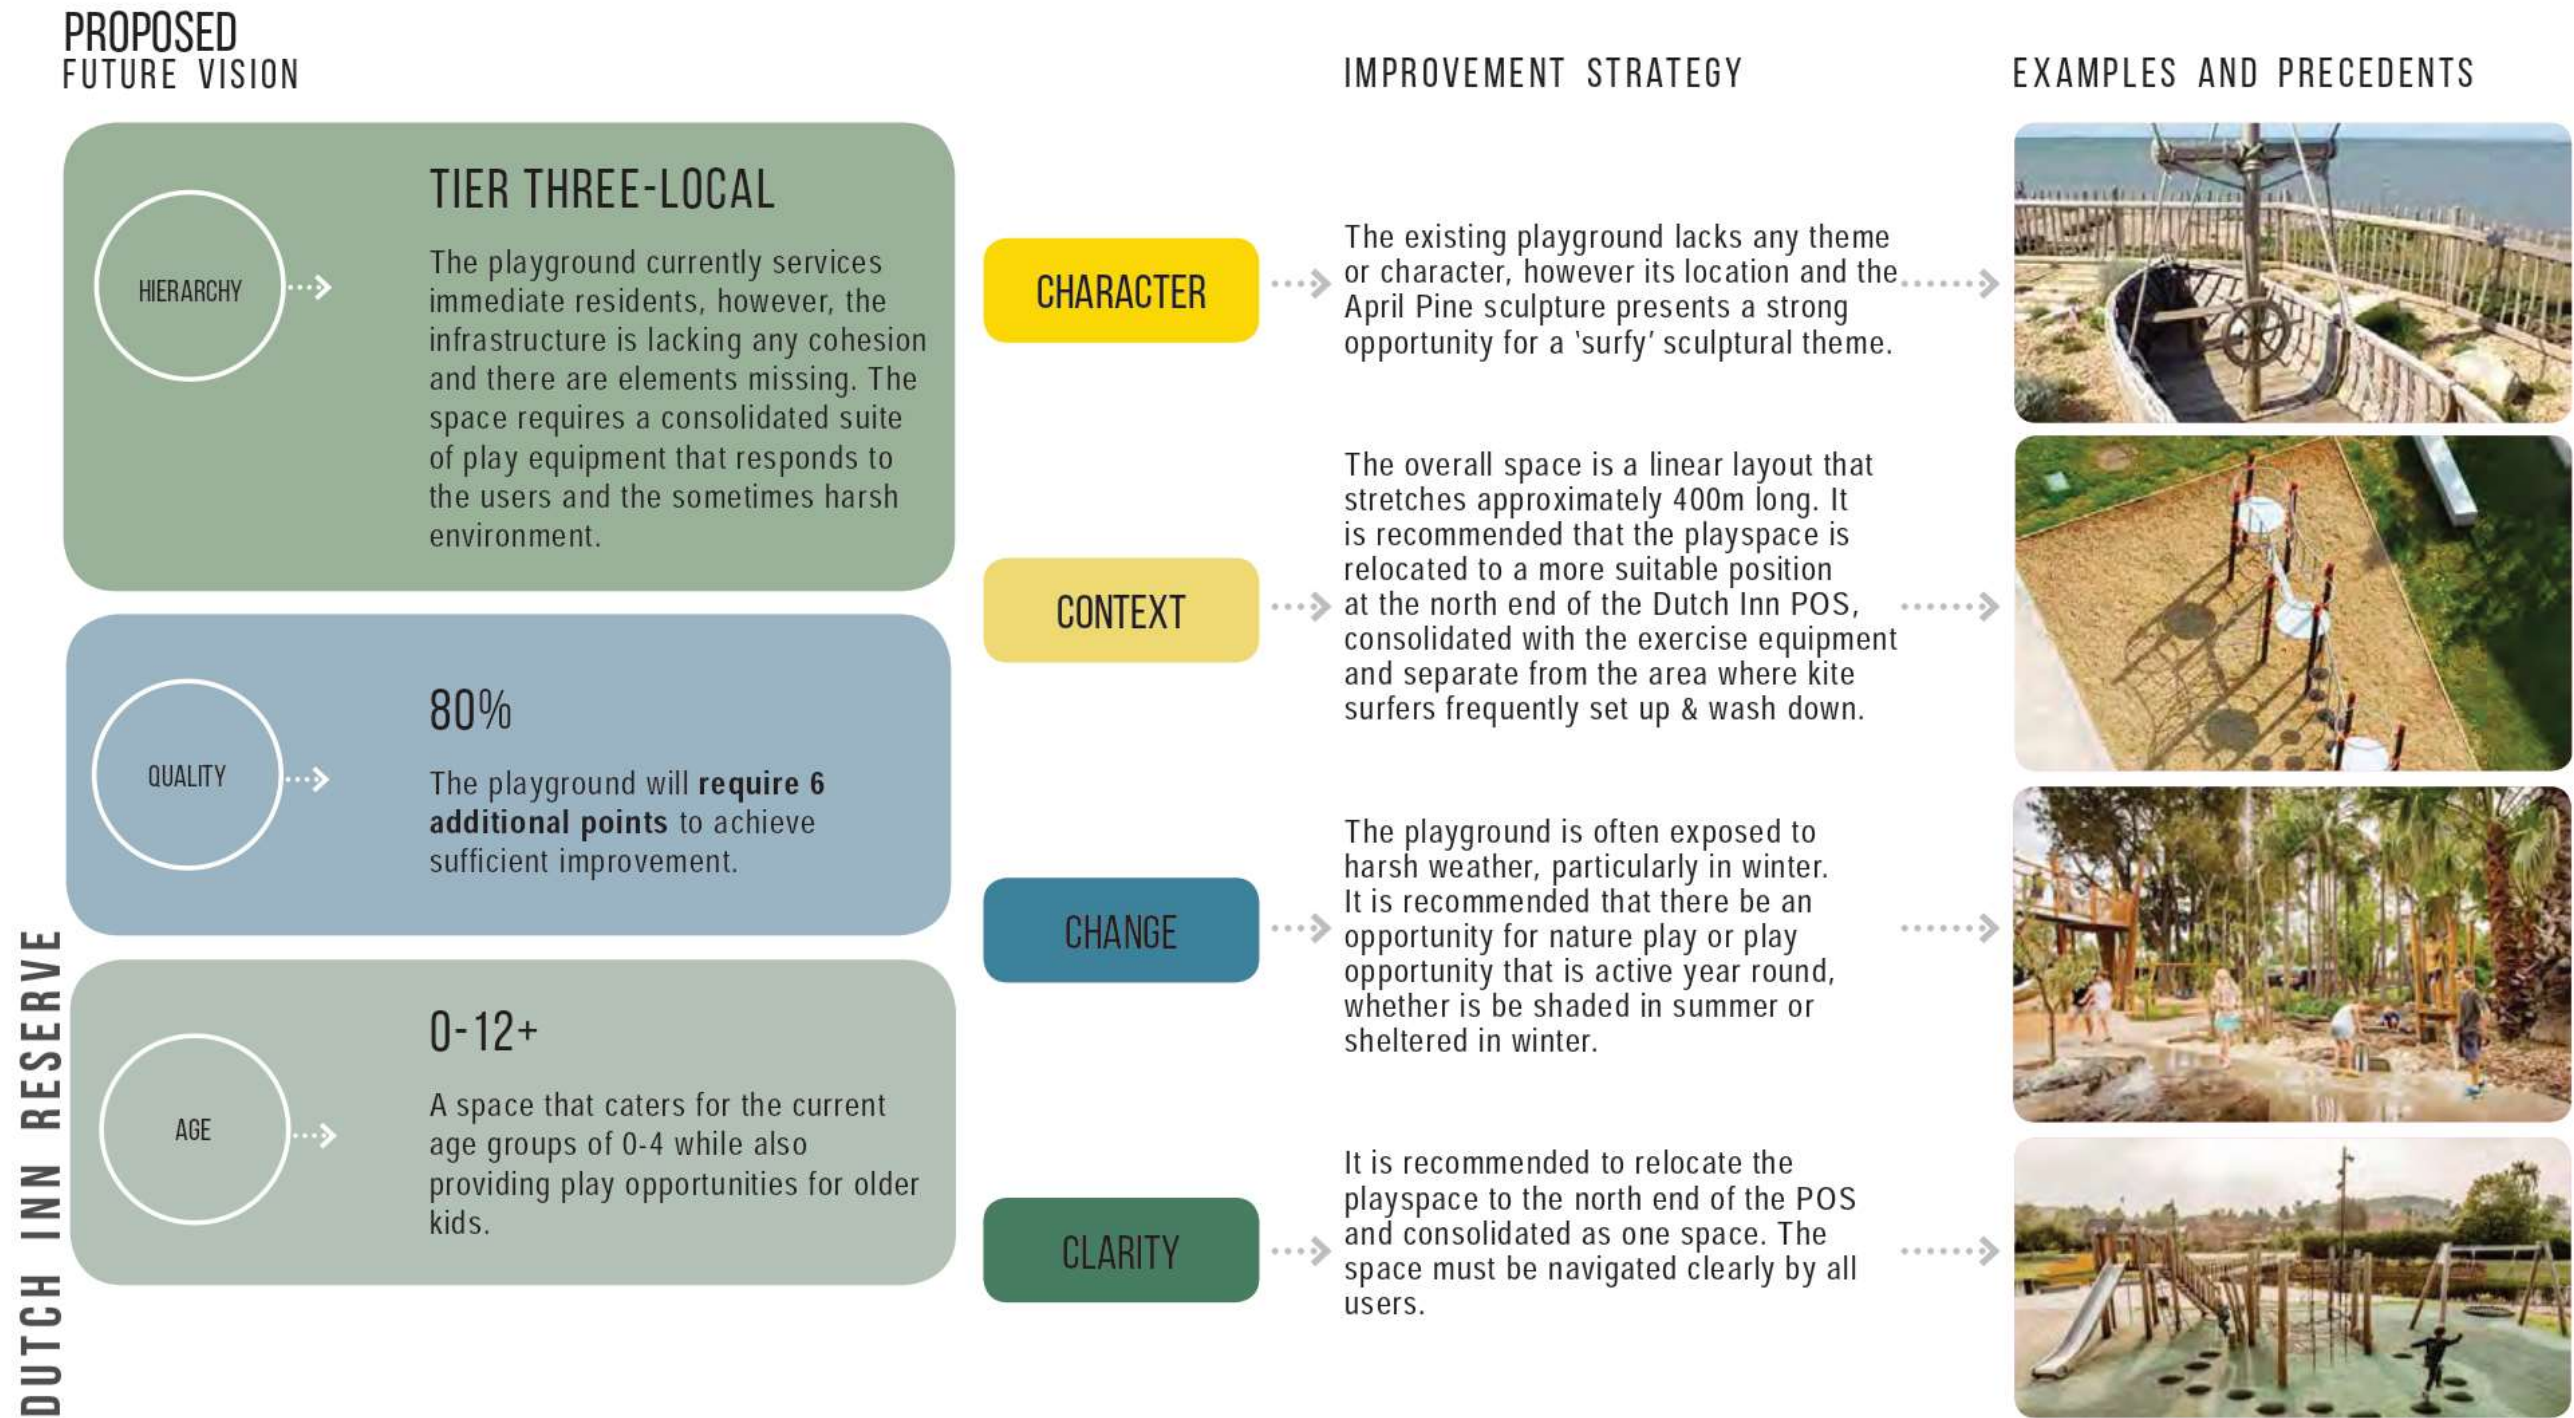 PROPOSED
FUTURE VISION
IMPROVEMENT STRATEGY
EXAMPLES AND PRECEDENTS
HIERARCHY
TIER THREE-LOCAL
The playground currently services
immediate residents, however, the
infrastructure is lacking any cohesion
and there are elements missing. The
space requires a consolidated suite
of play equipment that responds to
the users and the sometimes harsh
environment.
QUALITY
80%
The playground will require 6
additional points to achieve
sufficient improvement.
AGE
0-12+
A space that caters for the current
age groups of 0-4 while also
providing play opportunities for older
kids.
CHARACTER
The existing playground lacks any theme
or character, however its location and the
April Pine sculpture presents a strong
opportunity for a 'surfy' sculptural theme.
CONTEXT
The overall space is a linear layout that
stretches approximately 400m long. It
is recommended that the playspace is
relocated to a more suitable position
at the north end of the Dutch Inn POS,
consolidated with the exercise equipment
and separate from the area where kite
surfers frequently set up & wash down.
CHANGE
The playground is often exposed to
harsh weather, particularly in winter.
It is recommended that there be an
opportunity for nature play or play
opportunity that is active year round,
whether is be shaded in summer or
sheltered in winter.
CLARITY
It is recommended to relocate the
playspace to the north end of the POS
and consolidated as one space. The
space must be navigated clearly by all
users.
DUTCH INN RESERVE